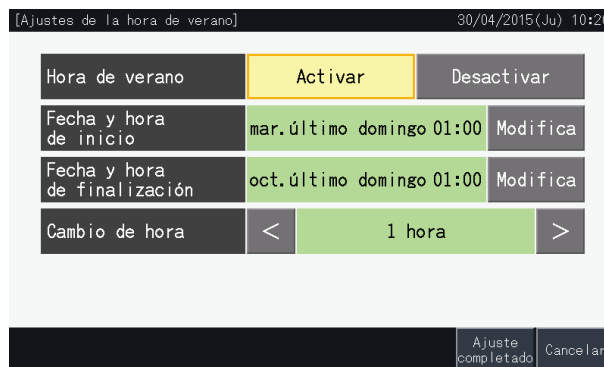 [Ajustes de la hora de verano] 30/04/2015(Ju) 10:20
Hora de verano Activar Desactivar
Fecha y hora
de inicio
mar.último domingo 01:00 Modifica
Fecha y hora
de finalización
oct.último domingo 01:00 Modifica
Cambio de hora < 1 hora >
Ajuste
completado
Cancelar